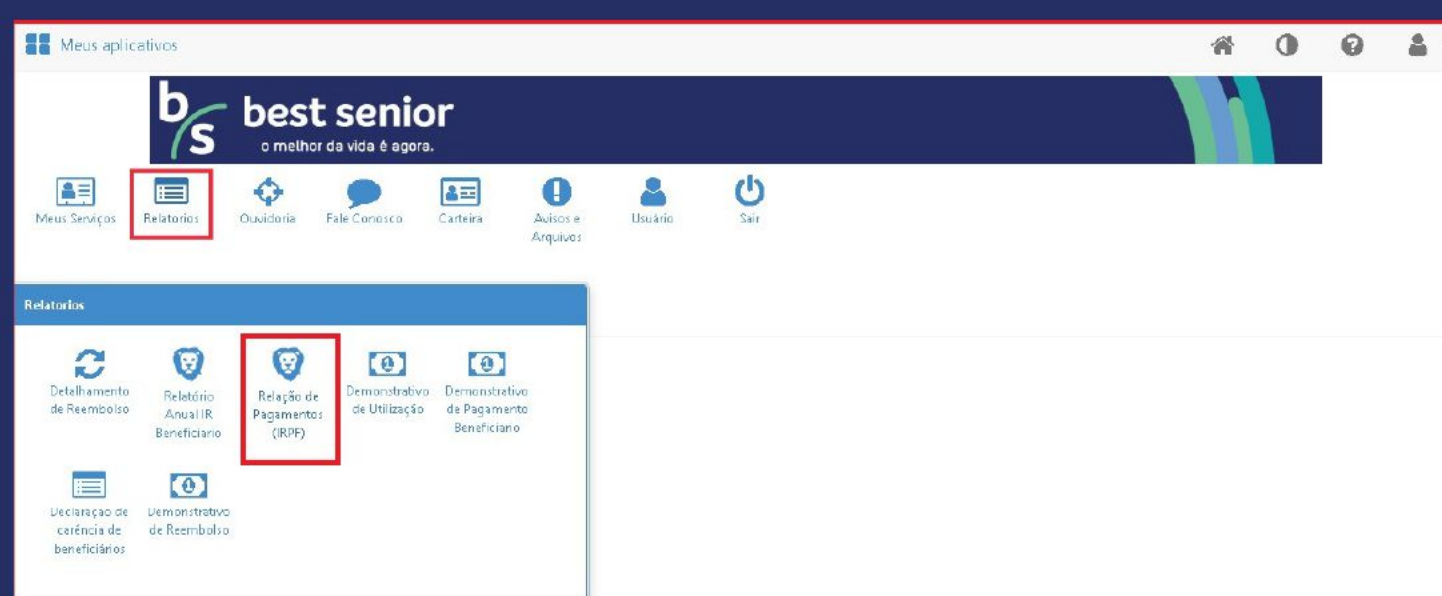 Meus aplicativos
bs best senior
o melhor da vida é agora.
Meus Serviços
Relatorios
Ouvidoria
Fale Conosco
Carteira
Avisos e
Arquivos
Usuário
Sair
Relatorios
Detalhamento
de Reembolso
Relatório
Anual IR
Beneficiario
Relação de
Pagamentos
(IRPF)
Demonstrativo
de Utilização
Demonstrativo
de Pagamento
Beneficiario
Declaração de
carência de
beneficiários
Demonstrativo
de Reembolso